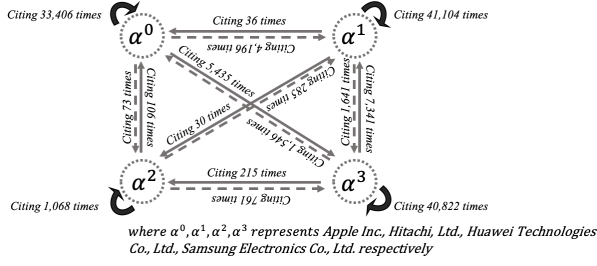 Citing 33,406 times
Citing 36 times
Citing 41,104 times
α⁰
α¹
Citing 4,196 times
Citing 5,435 times
Citing 285 times
Citing 73 times
Citing 106 times
Citing 1,641 times
Citing 7,341 times
Citing 30 times
Citing 1,546 times
α²
Citing 215 times
α³
Citing 761 times
Citing 1,068 times
Citing 40,822 times
where α⁰, α¹, α², α³ represents Apple Inc., Hitachi, Ltd., Huawei Technologies
Co., Ltd., Samsung Electronics Co., Ltd. respectively